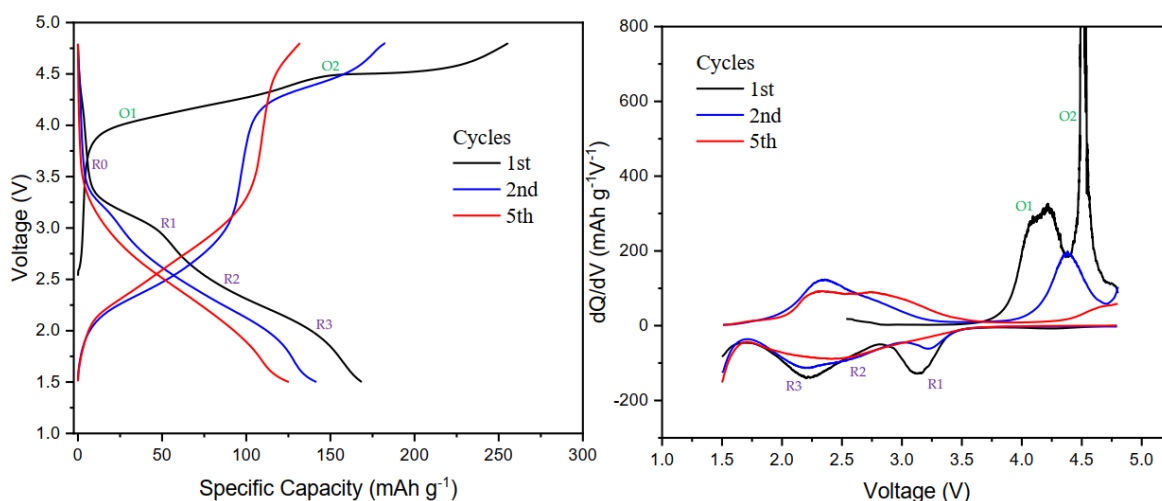 5.0
4.5
4.0
3.5
3.0
2.5
2.0
1.5
1.0
Voltage (V)
0 50 100 150 200 250 300
Specific Capacity (mAh g⁻¹)
O1
O2
R0
R1
R2
R3
Cycles
1st
2nd
5th
800
600
400
200
0
-200
dQ/dV (mAh g⁻¹V⁻¹)
1.0 1.5 2.0 2.5 3.0 3.5 4.0 4.5 5.0
Voltage (V)
Cycles
1st
2nd
5th
O2
O1
R3
R2
R1